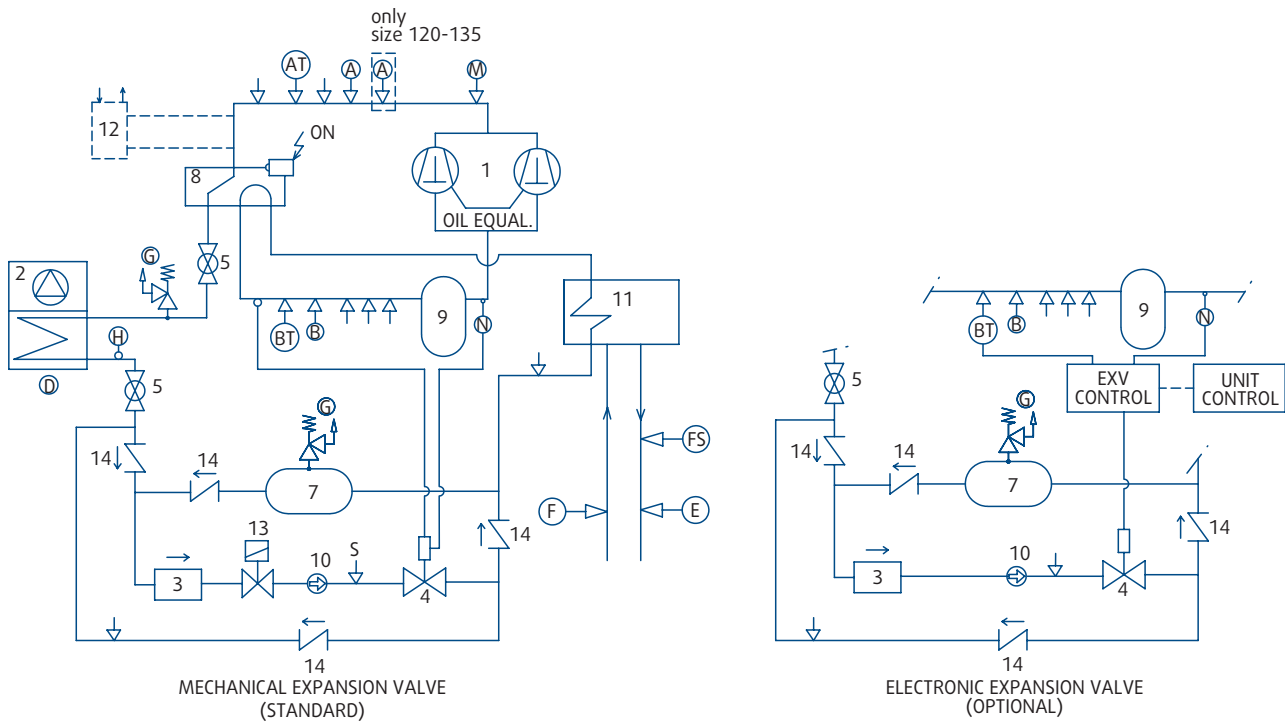 only
size 120-135
AT
A
A
M
12
ON
8
1
OIL EQUAL.
G
5
2
9
11
BT
B
N
H
D
5
G
FS
14
14
7
F
E
13
S
10
14
3
4
14
MECHANICAL EXPANSION VALVE
(STANDARD)
9
BT
B
N
5
EXV
CONTROL
UNIT
CONTROL
G
14
14
7
14
10
3
4
14
ELECTRONIC EXPANSION VALVE
(OPTIONAL)